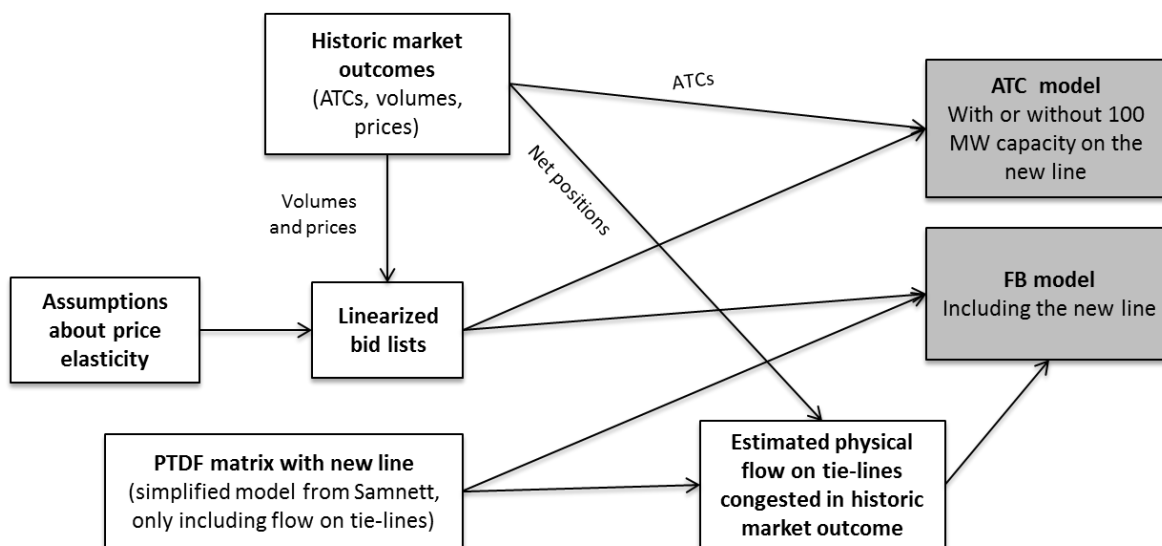 Historic market
outcomes
(ATCs, volumes,
prices)
ATCs
ATC model
With or without 100
MW capacity on the
new line
Net positions
Volumes
and prices
FB model
Including the new line
Assumptions
about price
elasticity
Linearized
bid lists
PTDF matrix with new line
(simplified model from Samnett,
only including flow on tie-lines)
Estimated physical
flow on tie-lines
congested in historic
market outcome